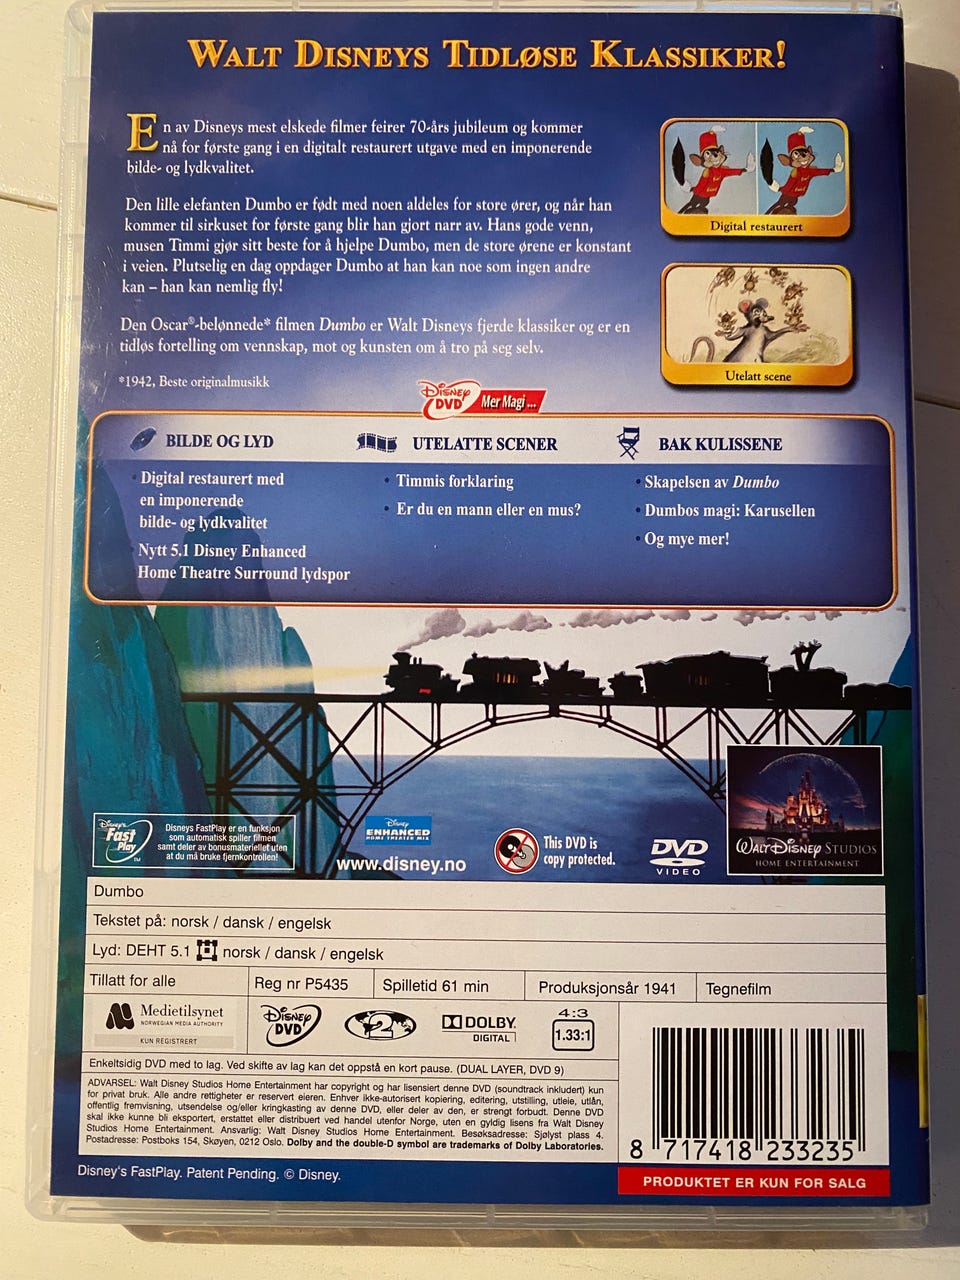 WALT DISNEYS TIDLØSE KLASSIKER!
En av Disneys mest elskede filmer feirer 70-års jubileum og kommer
nå for første gang i en digitalt restaurert utgave med en imponerende
bilde- og lydkvalitet.
Den lille elefanten Dumbo er født med noen aldeles for store ører, og når han
kommer til sirkuset for første gang blir han gjort narr av. Hans gode venn,
musen Timmi gjør sitt beste for å hjelpe Dumbo, men de store ørene er konstant
i veien. Plutselig en dag oppdager Dumbo at han kan noe som ingen andre
kan – han kan nemlig fly!
Den Oscar®-belønnede* filmen Dumbo er Walt Disneys fjerde klassiker og er en
tidløs fortelling om vennskap, mot og kunsten om å tro på seg selv.
*1942, Beste originalmusikk
Digital restaurert
Utelatt scene
Disney DVD Mer Magi...
BILDE OG LYD
• Digital restaurert med
en imponerende
bilde- og lydkvalitet
• Nytt 5.1 Disney Enhanced
Home Theatre Surround lydspor
UTELATTE SCENER
• Timmis forklaring
• Er du en mann eller en mus?
BAK KULISSENE
• Skapelsen av Dumbo
• Dumbos magi: Karusellen
• Og mye mer!
Disney's Fast Play TM
Disneys FastPlay er en funksjon
som automatisk spiller filmen
samt deler av bonusmateriellet uten
at du må bruke fjernkontrollen!
Disney
ENHANCED
HOME THEATER MIX
www.disney.no
This DVD is
copy protected.
DVD
VIDEO
WALT DISNEY STUDIOS
HOME ENTERTAINMENT
Dumbo
Tekstet på: norsk / dansk / engelsk
Lyd: DEHT 5.1 norsk / dansk / engelsk
Tillatt for alle
Reg nr P5435
Spilletid 61 min
Produksjonsår 1941
Tegnefilm
Medietilsynet
NORWEGIAN MEDIA AUTHORITY
KUN REGISTRERT
Disney DVD
2
DOLBY
DIGITAL
4:3
1.33:1
Enkeltsidig DVD med to lag. Ved skifte av lag kan det oppstå en kort pause. (DUAL LAYER, DVD 9)
ADVARSEL: Walt Disney Studios Home Entertainment har copyright og har lisensiert denne DVD (soundtrack inkludert) kun
for privat bruk. Alle andre rettigheter er reservert eieren. Enhver ikke-autorisert kopiering, editering, utstilling, utleie, utlån,
offentlig fremvisning, utsendelse og/eller kringkasting av denne DVD, eller deler av den, er strengt forbudt. Denne DVD
skal ikke kunne bli eksportert, erstattet eller distribuert ved handel utenfor Norge, uten en gyldig lisens fra Walt Disney
Studios Home Entertainment. Ansvarlig: Walt Disney Studios Home Entertainment. Besøksadresse: Sjølyst plass 4.
Postadresse: Postboks 154, Skøyen, 0212 Oslo. Dolby and the double-D symbol are trademarks of Dolby Laboratories.
8 717418 233235
Disney's FastPlay. Patent Pending. © Disney.
PRODUKTET ER KUN FOR SALG